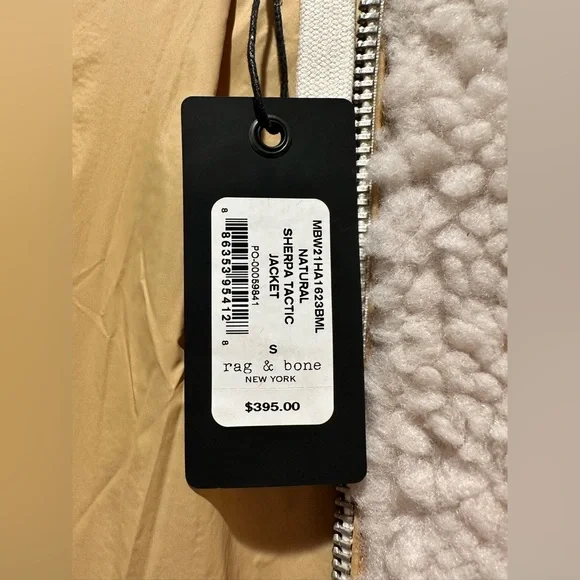 MBW21HA1623BML
NATURAL
SHERPA TACTIC
JACKET
PO-00059841
8 86353 95412 8
S
rag & bone
NEW YORK
$395.00